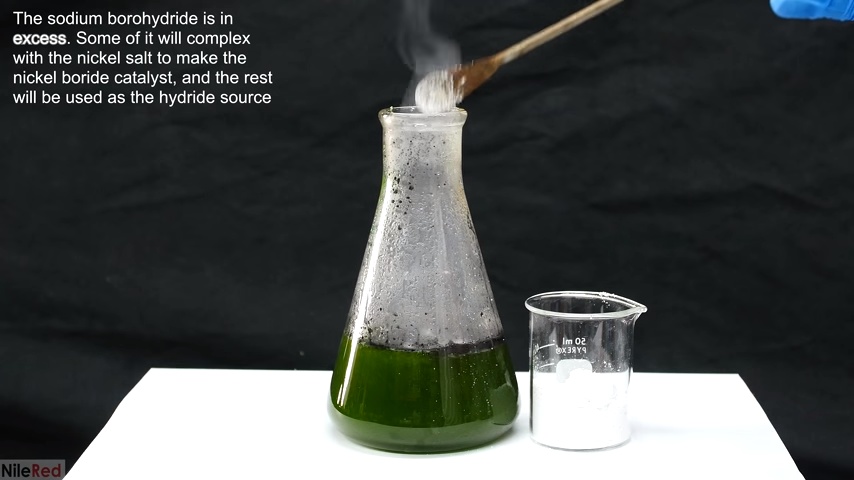 The sodium borohydride is in
excess. Some of it will complex
with the nickel salt to make the
nickel boride catalyst, and the rest
will be used as the hydride source
50 ml
PYREX®
NileRed